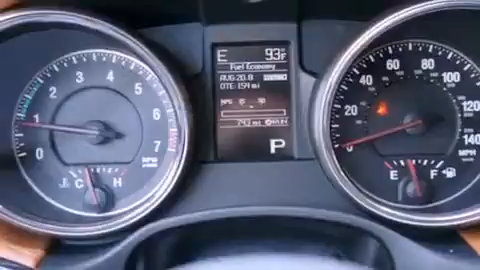 E 93°F
Fuel Economy
AVG:20.8
DTE:154 mi
MPG
P
0 1 2 3 4 5 6 7
RPM
C H
0 20 40 60 80 100 120 140
MPH
E F